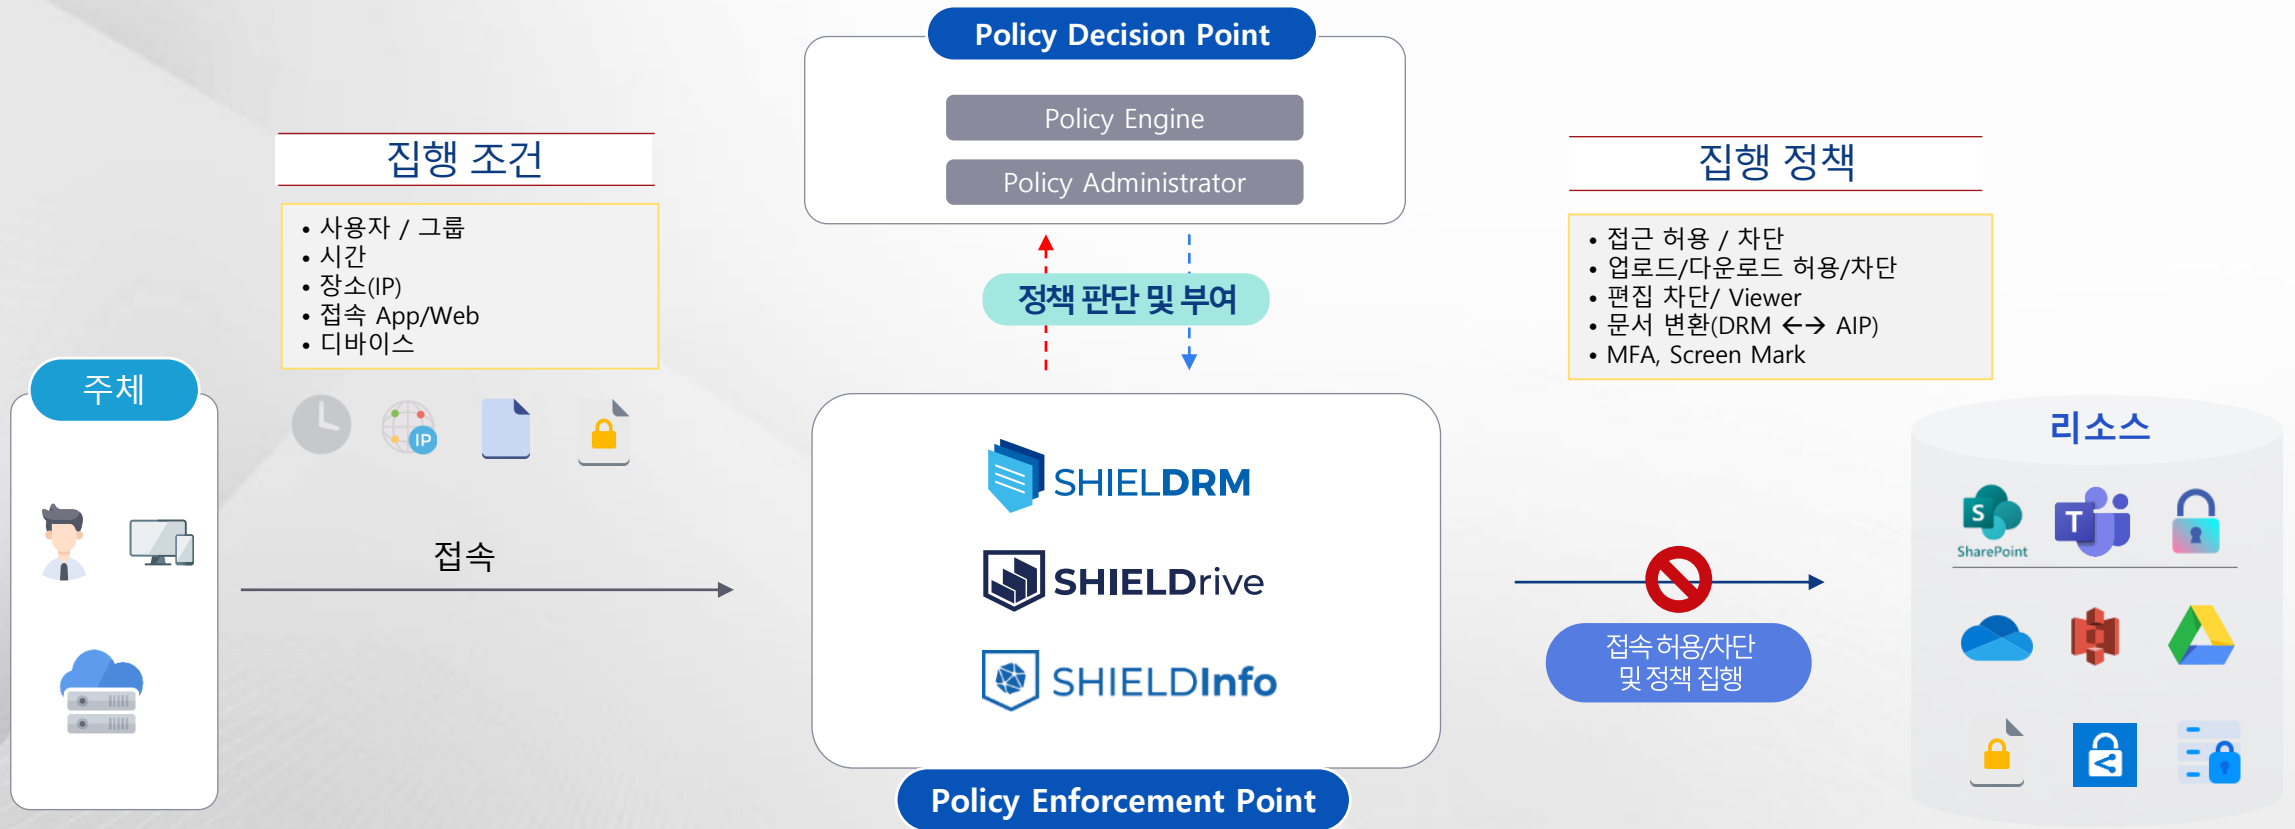 Policy Decision Point
Policy Engine
Policy Administrator
집행 조건
• 사용자 / 그룹
• 시간
• 장소(IP)
• 접속 App/Web
• 디바이스
정책 판단 및 부여
집행 정책
• 접근 허용 / 차단
• 업로드/다운로드 허용/차단
• 편집 차단/ Viewer
• 문서 변환(DRM ←→ AIP)
• MFA, Screen Mark
주체
IP
접속
SHIELDRM
SHIELDrive
SHIELDInfo
Policy Enforcement Point
접속 허용/차단
및 정책 집행
리소스
S
SharePoint
T